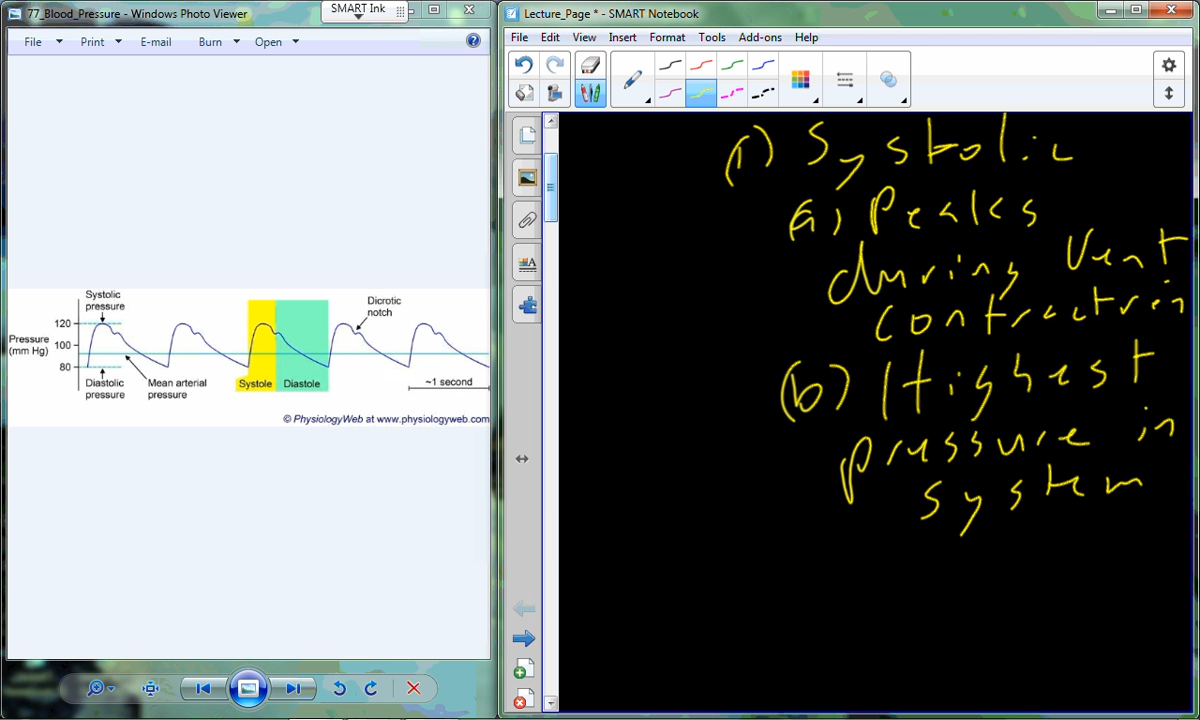 77_Blood_Pressure - Windows Photo Viewer
SMART Ink
File Print E-mail Burn Open
Systolic
pressure
Dicrotic
notch
120
Pressure
(mm Hg)
100
80
Systole Diastole
~1 second
Diastolic
pressure
Mean arterial
pressure
© PhysiologyWeb at www.physiologyweb.com
Lecture_Page * - SMART Notebook
File Edit View Insert Format Tools Add-ons Help
(1) Systolic
(a) Peaks
during Vent
contraction
(b) Highest
pressure in
system